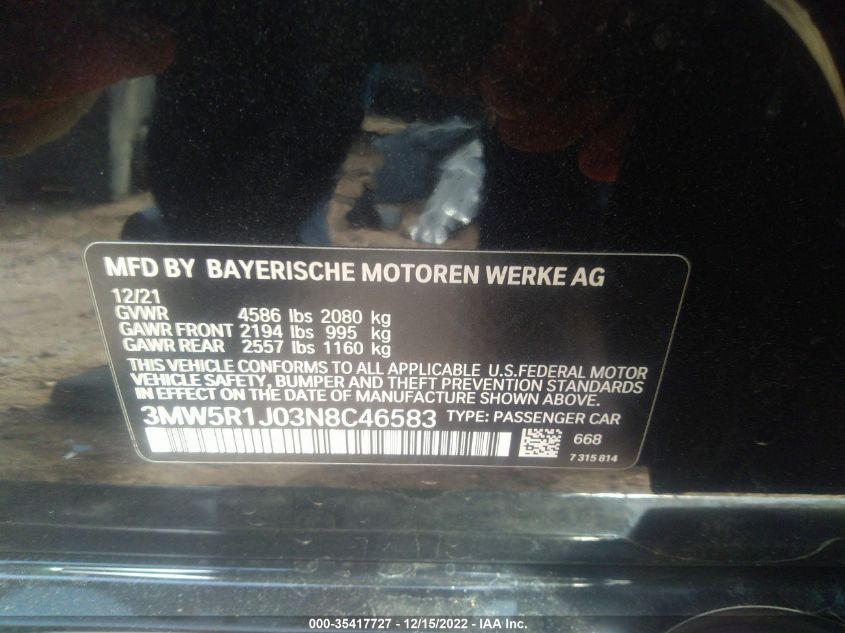 MFD BY BAYERISCHE MOTOREN WERKE AG
12/21
GVWR 4586 lbs 2080 kg
GAWR FRONT 2194 lbs 995 kg
GAWR REAR 2557 lbs 1160 kg
THIS VEHICLE CONFORMS TO ALL APPLICABLE U.S.FEDERAL MOTOR
VEHICLE SAFETY, BUMPER AND THEFT PREVENTION STANDARDS
IN EFFECT ON THE DATE OF MANUFACTURE SHOWN ABOVE.
3MW5R1J03N8C46583 TYPE: PASSENGER CAR
668
7 315 814
000-35417727 - 12/15/2022 - IAA Inc.